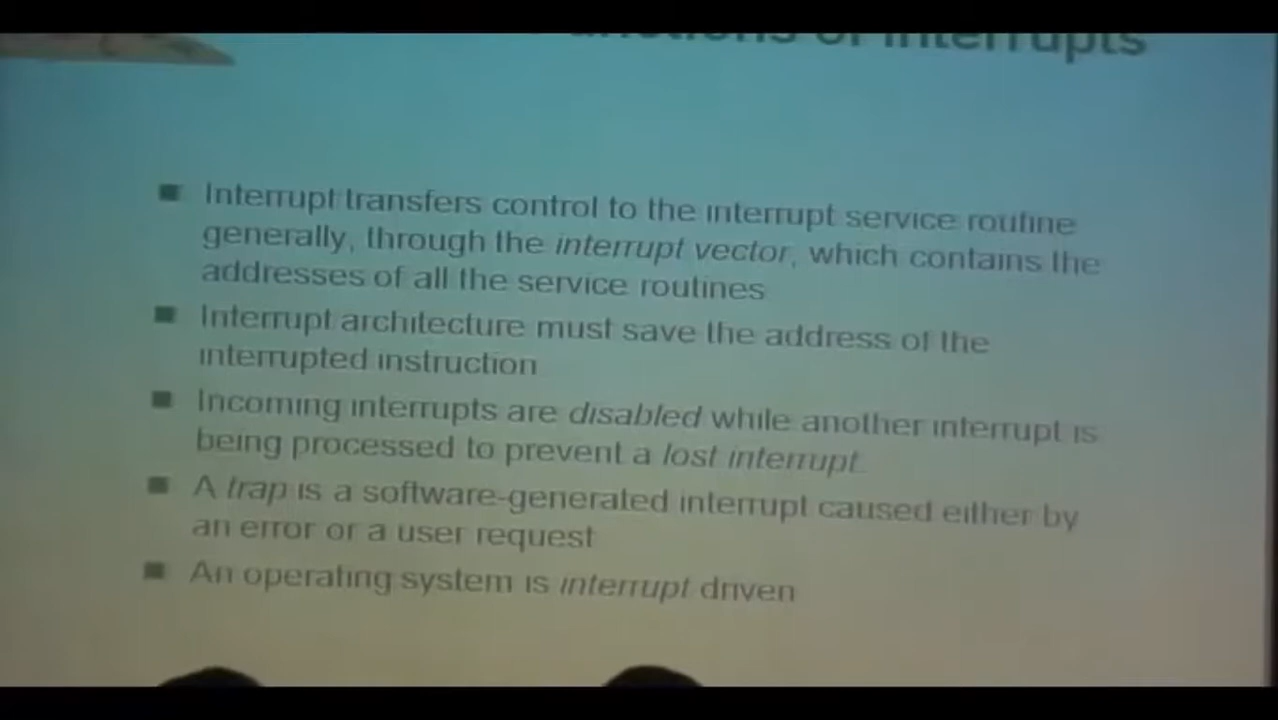 Functions of Interrupts
Interrupt transfers control to the interrupt service routine
generally, through the interrupt vector, which contains the
addresses of all the service routines
Interrupt architecture must save the address of the
interrupted instruction
Incoming interrupts are disabled while another interrupt is
being processed to prevent a lost interrupt.
A trap is a software-generated interrupt caused either by
an error or a user request
An operating system is interrupt driven